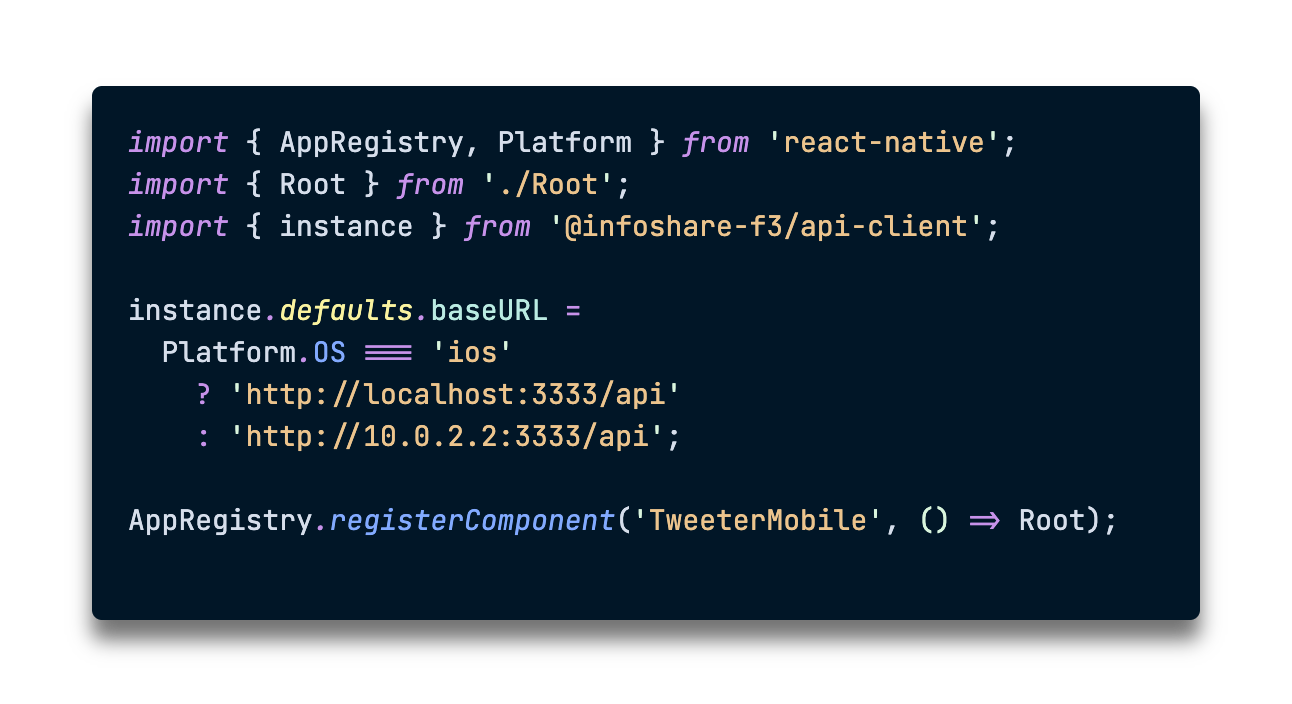 import { AppRegistry, Platform } from 'react-native';
import { Root } from './Root';
import { instance } from '@infoshare-f3/api-client';
instance.defaults.baseURL =
Platform.OS === 'ios'
? 'http://localhost:3333/api'
: 'http://10.0.2.2:3333/api';
AppRegistry.registerComponent('TweeterMobile', () => Root);